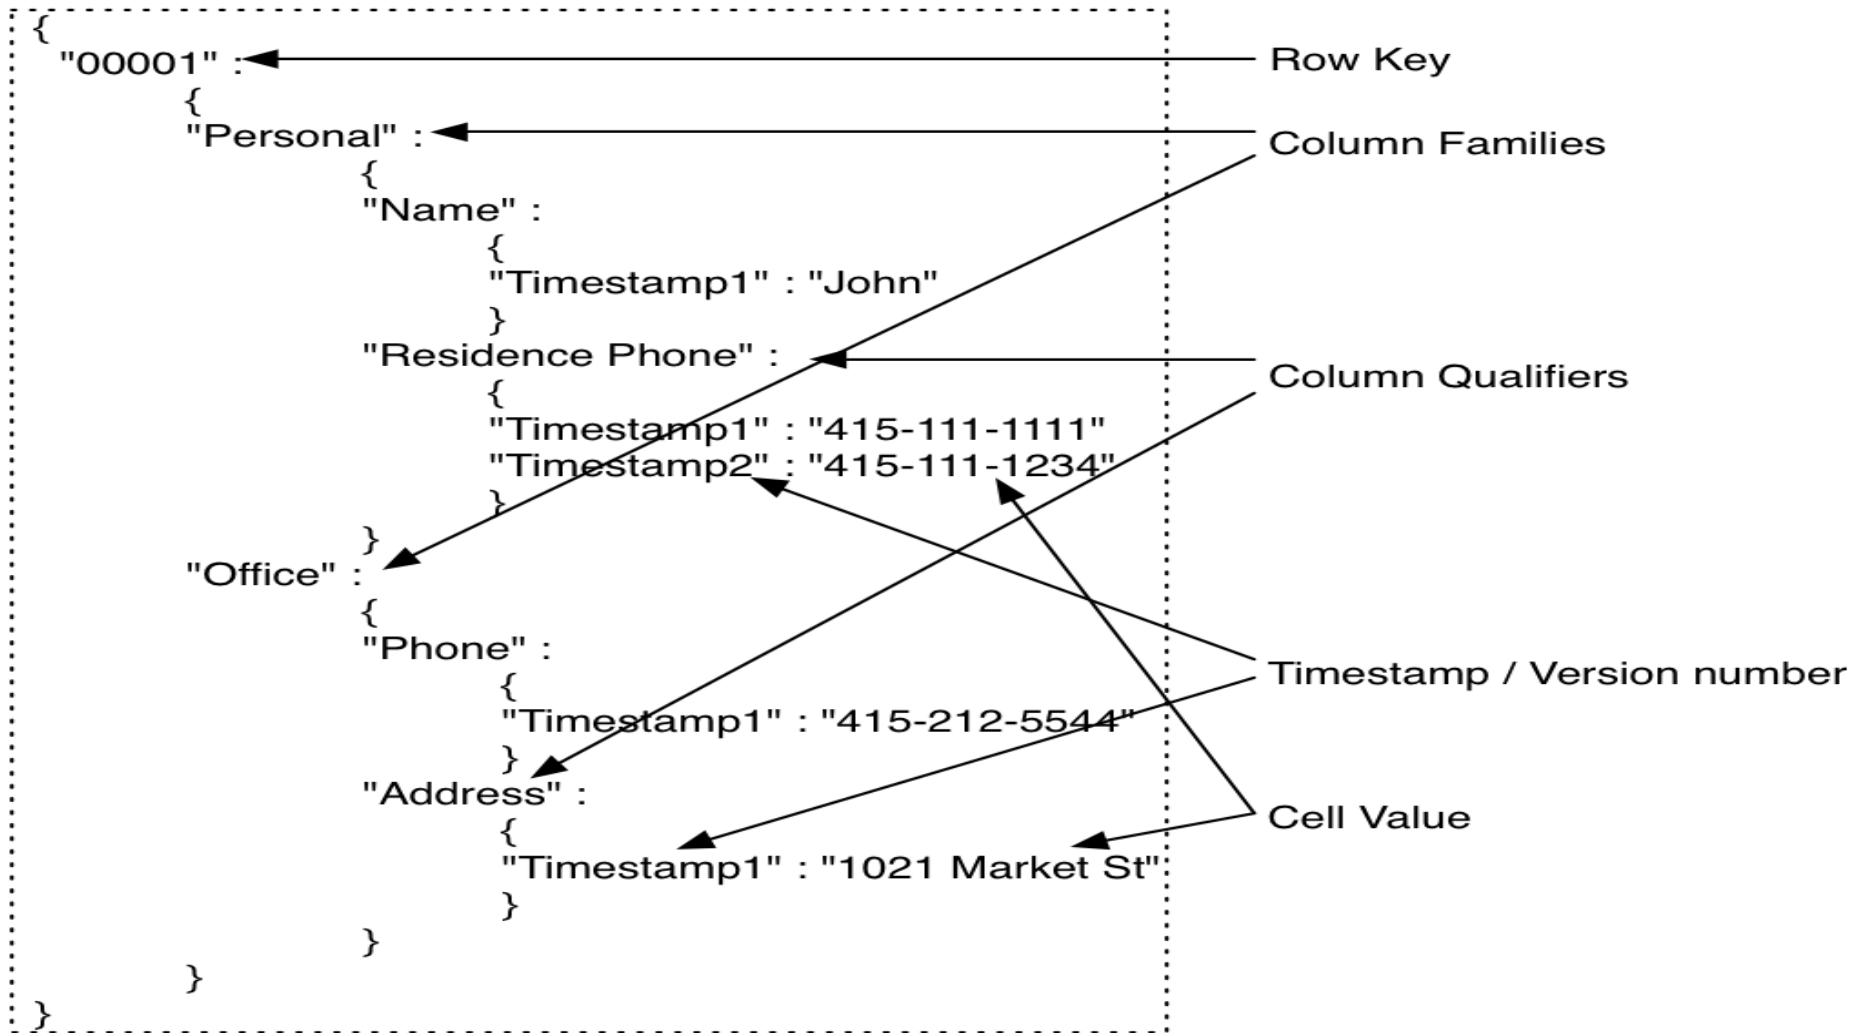 {
"00001" :
Row Key
{
"Personal" :
Column Families
{
"Name" :
{
"Timestamp1" : "John"
}
"Residence Phone" :
Column Qualifiers
{
"Timestamp1" : "415-111-1111"
"Timestamp2" : "415-111-1234"
}
}
"Office" :
{
"Phone" :
{
Timestamp / Version number
"Timestamp1" : "415-212-5544"
}
"Address" :
Cell Value
{
"Timestamp1" : "1021 Market St"
}
}
}
}